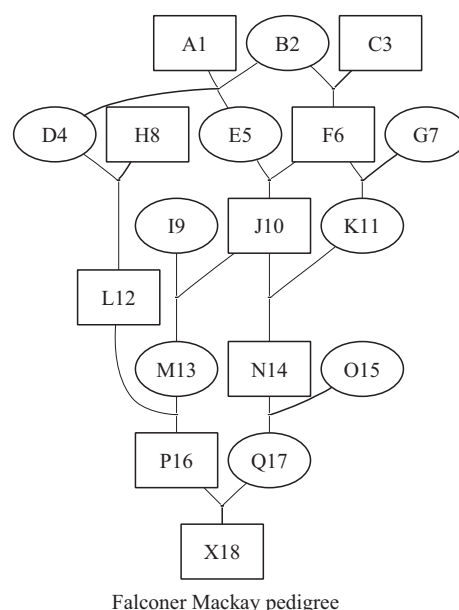 A1 B2 C3
D4 H8 E5 F6 G7
I9 J10 K11
L12
M13 N14 O15
P16 Q17
X18
Falconer Mackay pedigree